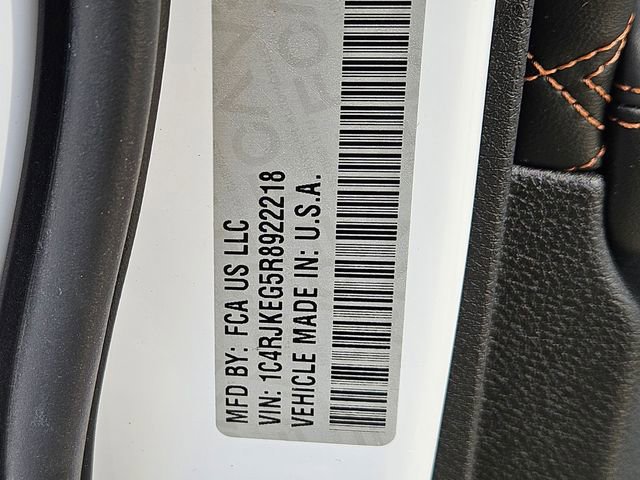 MFD BY: FCA US LLC
VIN: 1C4RJKEG5R8922218
VEHICLE MADE IN: U.S.A.